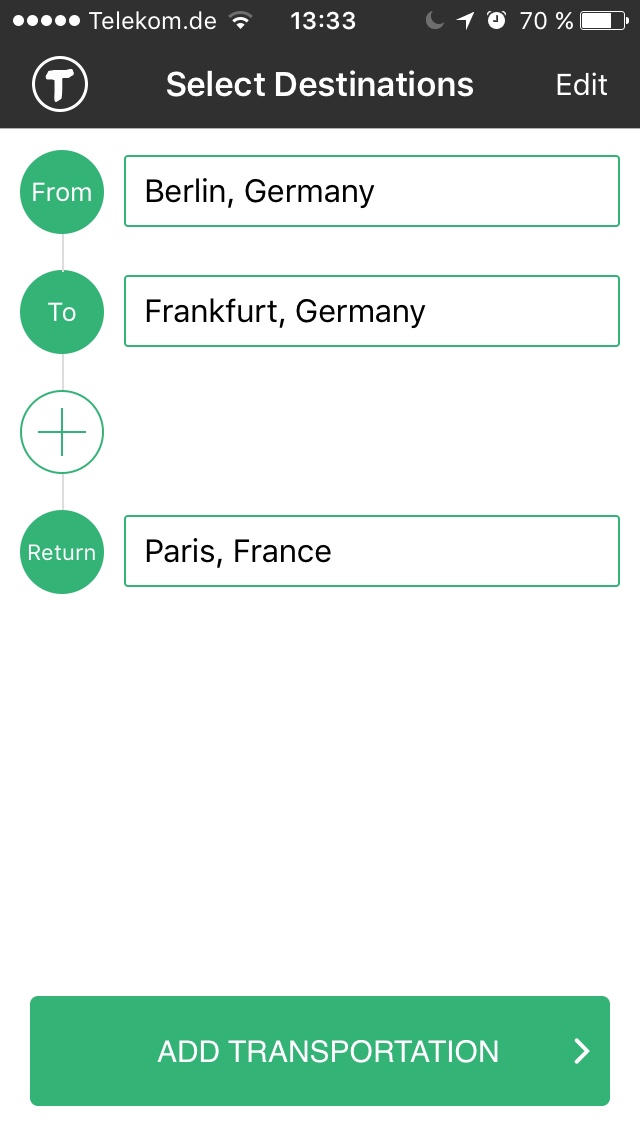 Telekom.de 13:33 70 %
T Select Destinations Edit
From Berlin, Germany
To Frankfurt, Germany
Return Paris, France
ADD TRANSPORTATION